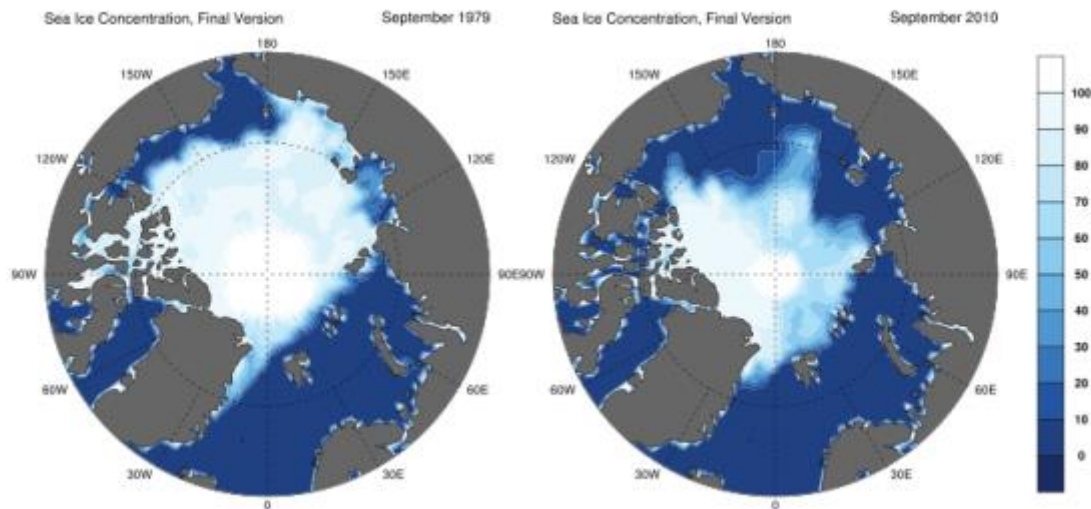 Sea Ice Concentration, Final Version
September 1979
180
150W
150E
120W
120E
90W
90E
60W
60E
30W
30E
0
Sea Ice Concentration, Final Version
September 2010
180
150W
150E
120W
120E
90W
90E
60W
60E
30W
30E
0
100
90
80
70
60
50
40
30
20
10
0